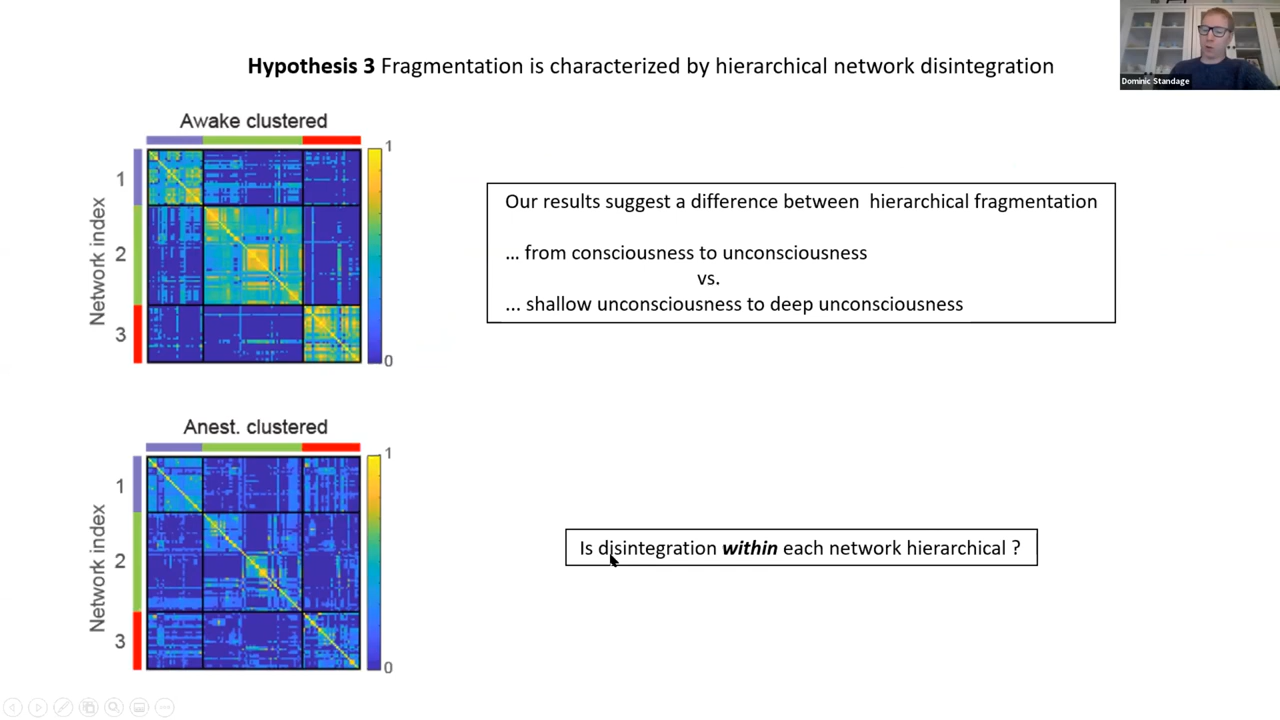 Hypothesis 3 Fragmentation is characterized by hierarchical network disintegration
Dominic Standage
Awake clustered
1
2
3
Network index
1
0
Our results suggest a difference between hierarchical fragmentation
... from consciousness to unconsciousness
vs.
... shallow unconsciousness to deep unconsciousness
Anest. clustered
1
2
3
Network index
1
0
Is disintegration within each network hierarchical ?